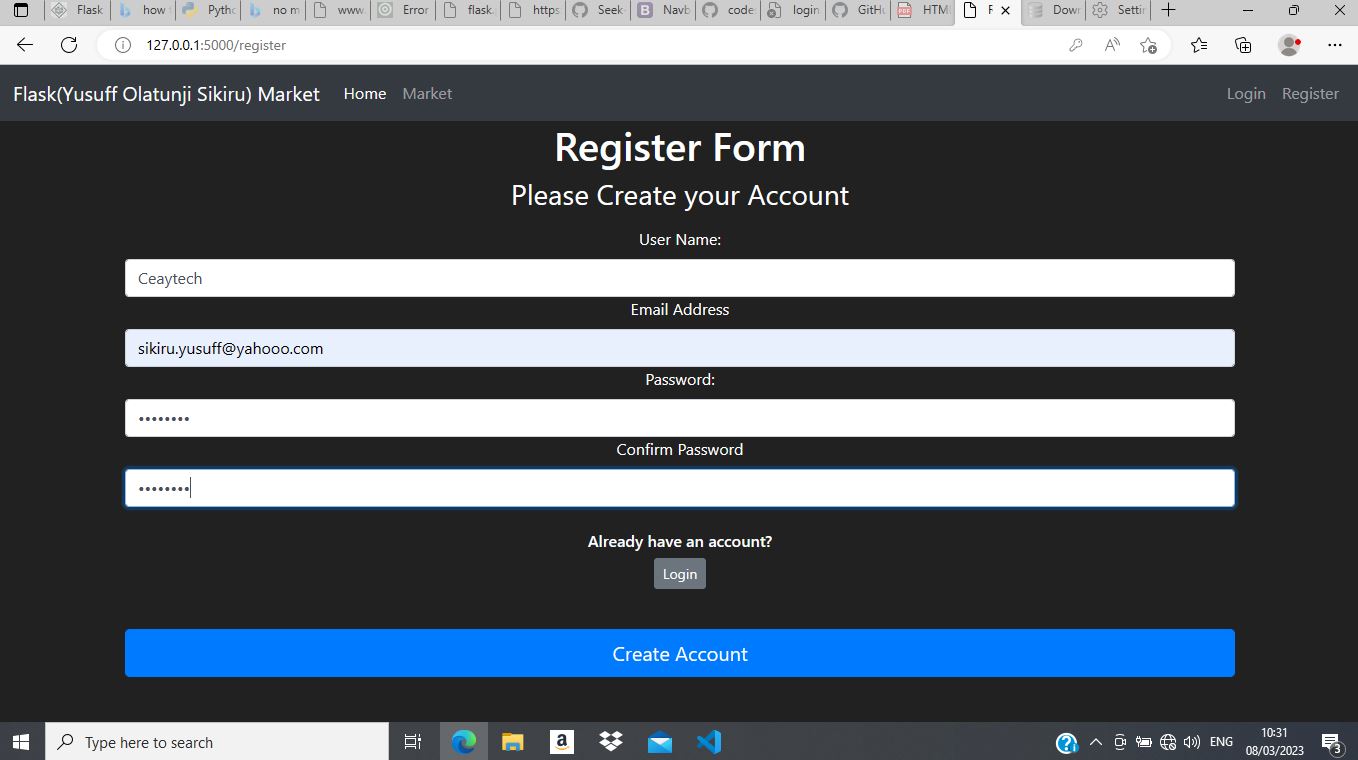 Flask
how
Pytho
no m
www.
Error
flask.
https
Seek-
Navb
code
login
GitHu
HTM
Dowr
Settin
127.0.0.1:5000/register
Flask(Yusuff Olatunji Sikiru) Market Home Market Login Register
Register Form
Please Create your Account
User Name:
Ceaytech
Email Address
sikiru.yusuff@yahooo.com
Password:
••••••••
Confirm Password
••••••••
Already have an account?
Login
Create Account
Type here to search
ENG
10:31
08/03/2023
3